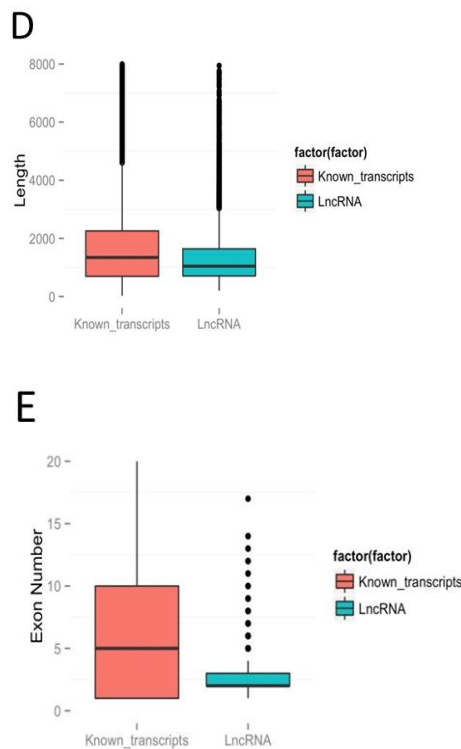 D
8000
6000
4000
2000
0
Length
Known_transcripts LncRNA
factor(factor)
Known_transcripts
LncRNA
E
20
15
10
5
0
Exon Number
Known_transcripts LncRNA
factor(factor)
Known_transcripts
LncRNA